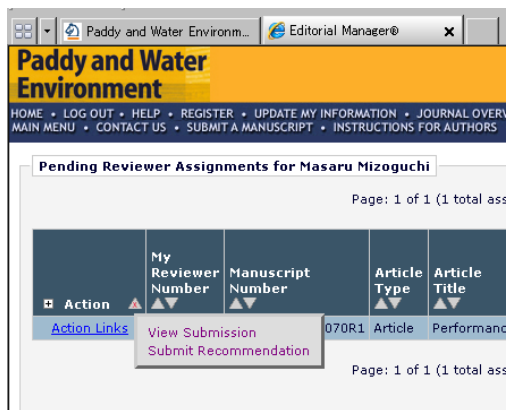 Paddy and Water Environm...
Editorial Manager®
Paddy and Water
Environment
HOME • LOG OUT • HELP • REGISTER • UPDATE MY INFORMATION • JOURNAL OVERV
MAIN MENU • CONTACT US • SUBMIT A MANUSCRIPT • INSTRUCTIONS FOR AUTHORS
Pending Reviewer Assignments for Masaru Mizoguchi
Page: 1 of 1 (1 total ass
Action
My Reviewer Number
Manuscript Number
Article Type
Article Title
Action Links
View Submission
Submit Recommendation
070R1
Article
Performanc
Page: 1 of 1 (1 total ass